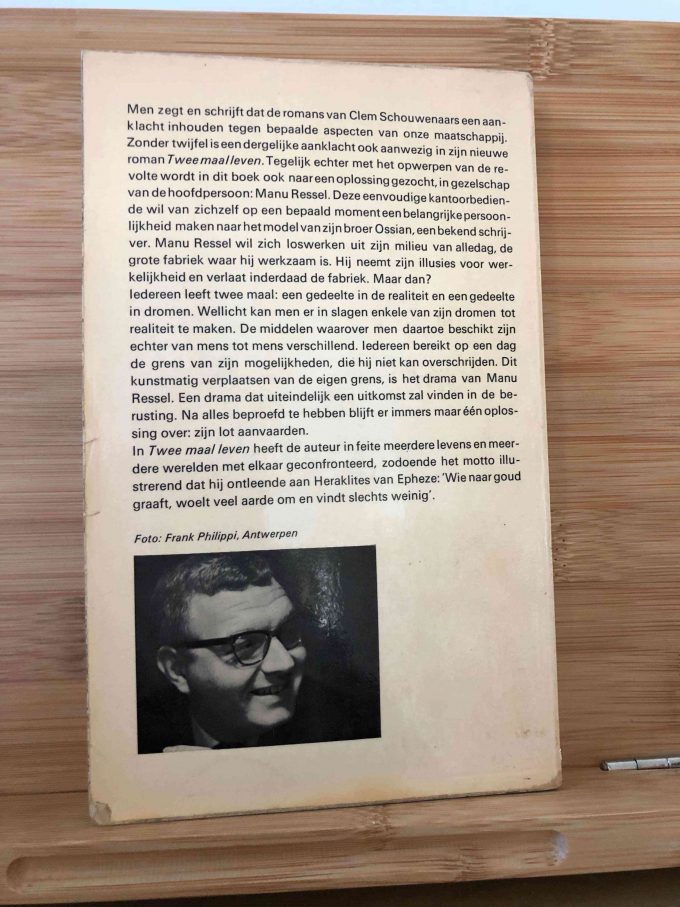 Men zegt en schrijft dat de romans van Clem Schouwenaars een aan-
klacht inhouden tegen bepaalde aspecten van onze maatschappij.
Zonder twijfel is een dergelijke aanklacht ook aanwezig in zijn nieuwe
roman Twee maal leven. Tegelijk echter met het opwerpen van de re-
volte wordt in dit boek ook naar een oplossing gezocht, in gezelschap
van de hoofdpersoon: Manu Ressel. Deze eenvoudige kantoorbedien-
de wil van zichzelf op een bepaald moment een belangrijke persoon-
lijkheid maken naar het model van zijn broer Ossian, een bekend schrij-
ver. Manu Ressel wil zich loswerken uit zijn milieu van alledag, de
grote fabriek waar hij werkzaam is. Hij neemt zijn illusies voor wer-
kelijkheid en verlaat inderdaad de fabriek. Maar dan?
Iedereen leeft twee maal: een gedeelte in de realiteit en een gedeelte
in dromen. Wellicht kan men er in slagen enkele van zijn dromen tot
realiteit te maken. De middelen waarover men daartoe beschikt zijn
echter van mens tot mens verschillend. Iedereen bereikt op een dag
de grens van zijn mogelijkheden, die hij niet kan overschrijden. Dit
kunstmatig verplaatsen van de eigen grens, is het drama van Manu
Ressel. Een drama dat uiteindelijk een uitkomst zal vinden in de be-
rusting. Na alles beproefd te hebben blijft er immers maar één oplos-
sing over: zijn lot aanvaarden.
In Twee maal leven heeft de auteur in feite meerdere levens en meer-
dere werelden met elkaar geconfronteerd, zodoende het motto illu-
strerend dat hij ontleende aan Heraklites van Epheze: 'Wie naar goud
graaft, woelt veel aarde om en vindt slechts weinig'.
Foto: Frank Philippi, Antwerpen